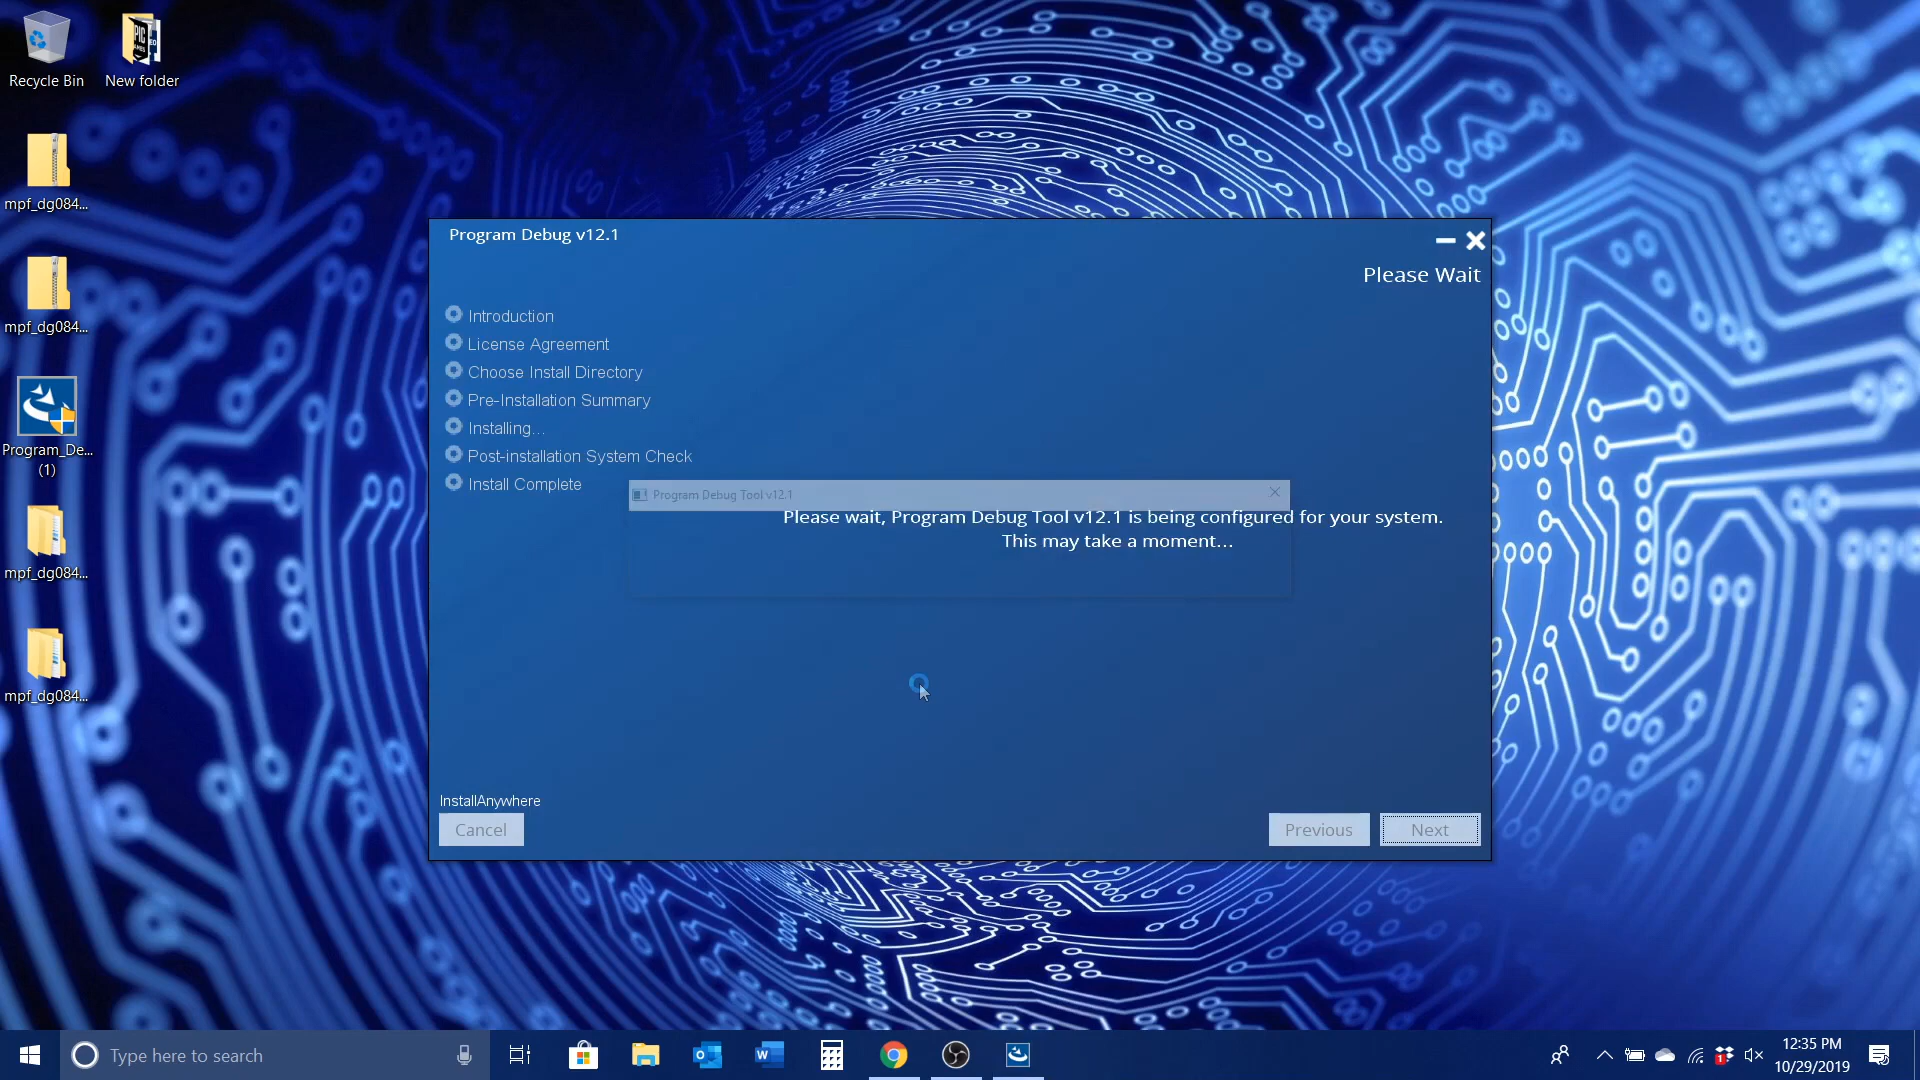 Recycle Bin
New folder
mpf_dg084...
mpf_dg084...
Program_De...
(1)
mpf_dg084...
mpf_dg084...
Program Debug v12.1
Please Wait
Introduction
License Agreement
Choose Install Directory
Pre-Installation Summary
Installing...
Post-installation System Check
Install Complete
Program Debug Tool v12.1
Please wait, Program Debug Tool v12.1 is being configured for your system.
This may take a moment...
InstallAnywhere
Cancel
Previous
Next
Type here to search
12:35 PM
10/29/2019